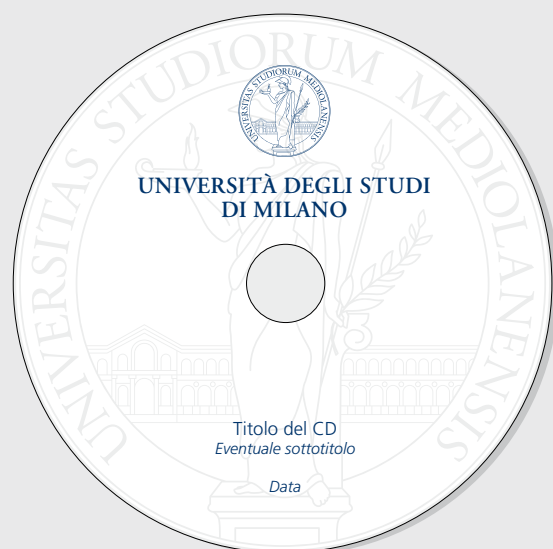 UNIVERSITAS STUDIORUM MEDIOLANENSIS
UNIVERSITAS STUDIORUM MEDIOLANENSIS
UNIVERSITÀ DEGLI STUDI
DI MILANO
Titolo del CD
Eventuale sottotitolo
Data